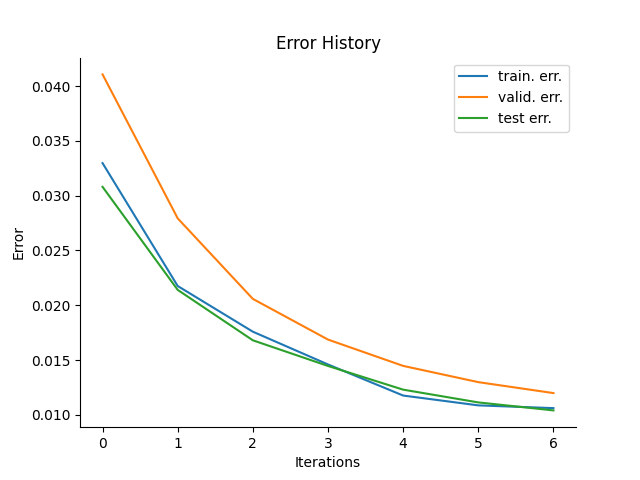 Error History
train. err.
valid. err.
test err.
Error
0.040
0.035
0.030
0.025
0.020
0.015
0.010
0 1 2 3 4 5 6
Iterations